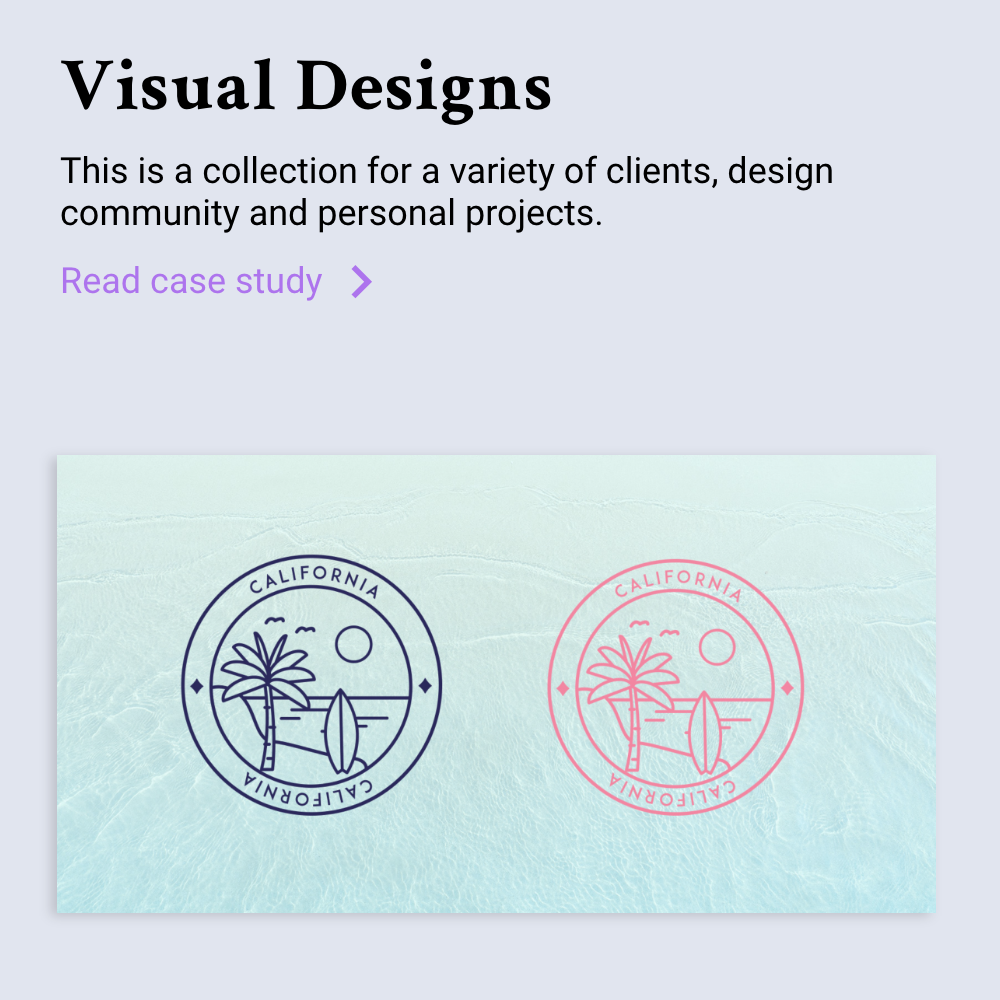 Visual Designs
This is a collection for a variety of clients, design
community and personal projects.
Read case study
CALIFORNIA
CALIFORNIA
CALIFORNIA
CALIFORNIA